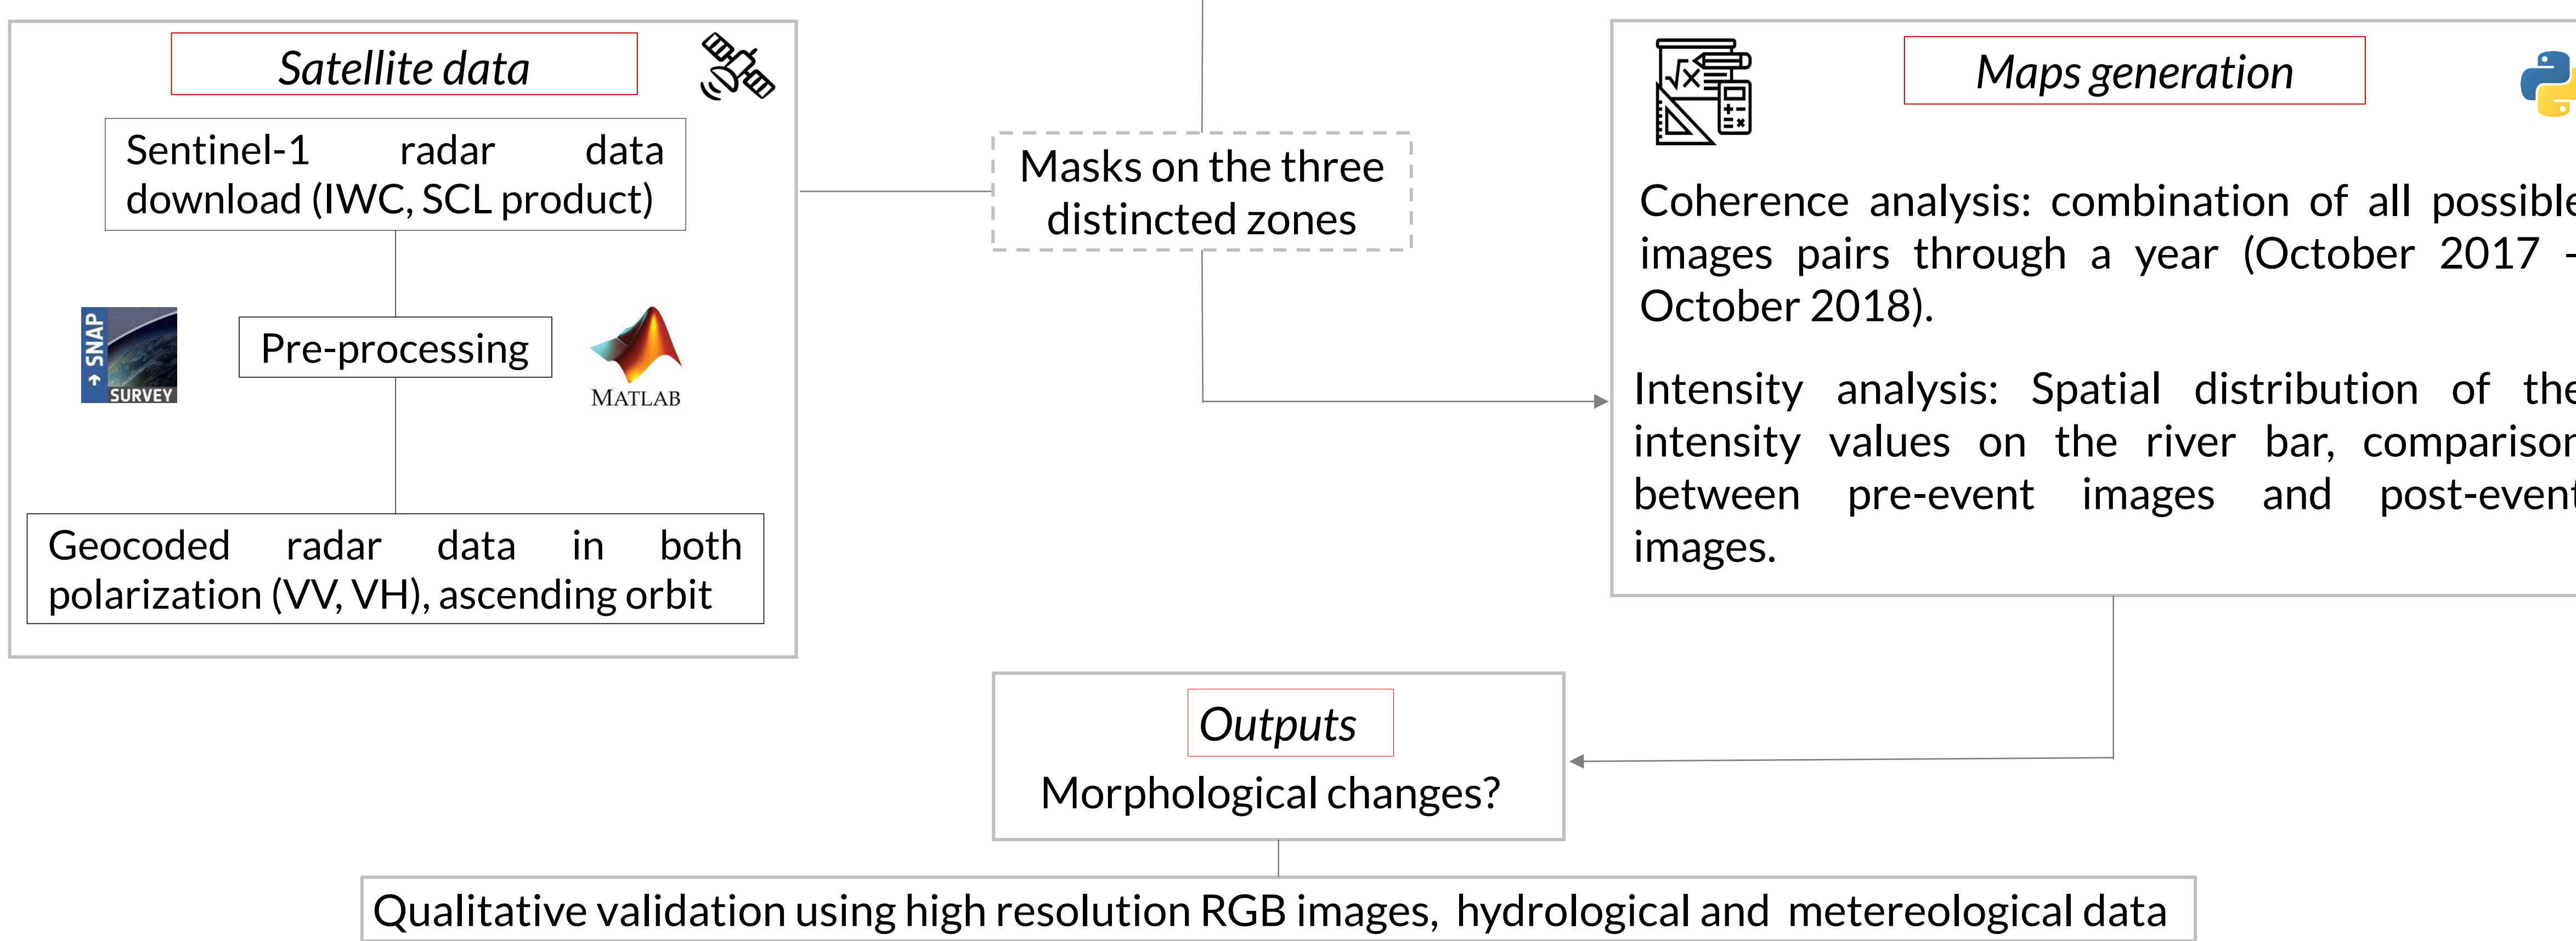 Satellite data
Sentinel-1 radar data
download (IWC, SCL product)
→ SNAP
SURVEY
Pre-processing
MATLAB
Geocoded radar data in both
polarization (VV, VH), ascending orbit
Masks on the three
distincted zones
√x
Maps generation
Coherence analysis: combination of all possible
images pairs through a year (October 2017 -
October 2018).
Intensity analysis: Spatial distribution of the
intensity values on the river bar, comparison
between pre-event images and post-event
images.
Outputs
Morphological changes?
Qualitative validation using high resolution RGB images, hydrological and metereological data